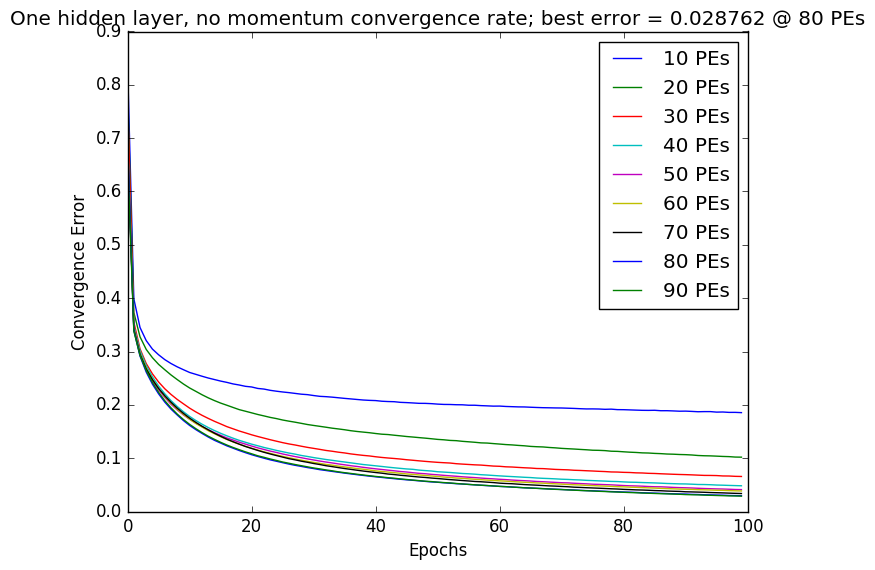 One hidden layer, no momentum convergence rate; best error = 0.028762 @ 80 PEs
0.9
0.8
0.7
0.6
0.5
0.4
0.3
0.2
0.1
0.0
Convergence Error
10 PEs
20 PEs
30 PEs
40 PEs
50 PEs
60 PEs
70 PEs
80 PEs
90 PEs
0 20 40 60 80 100
Epochs